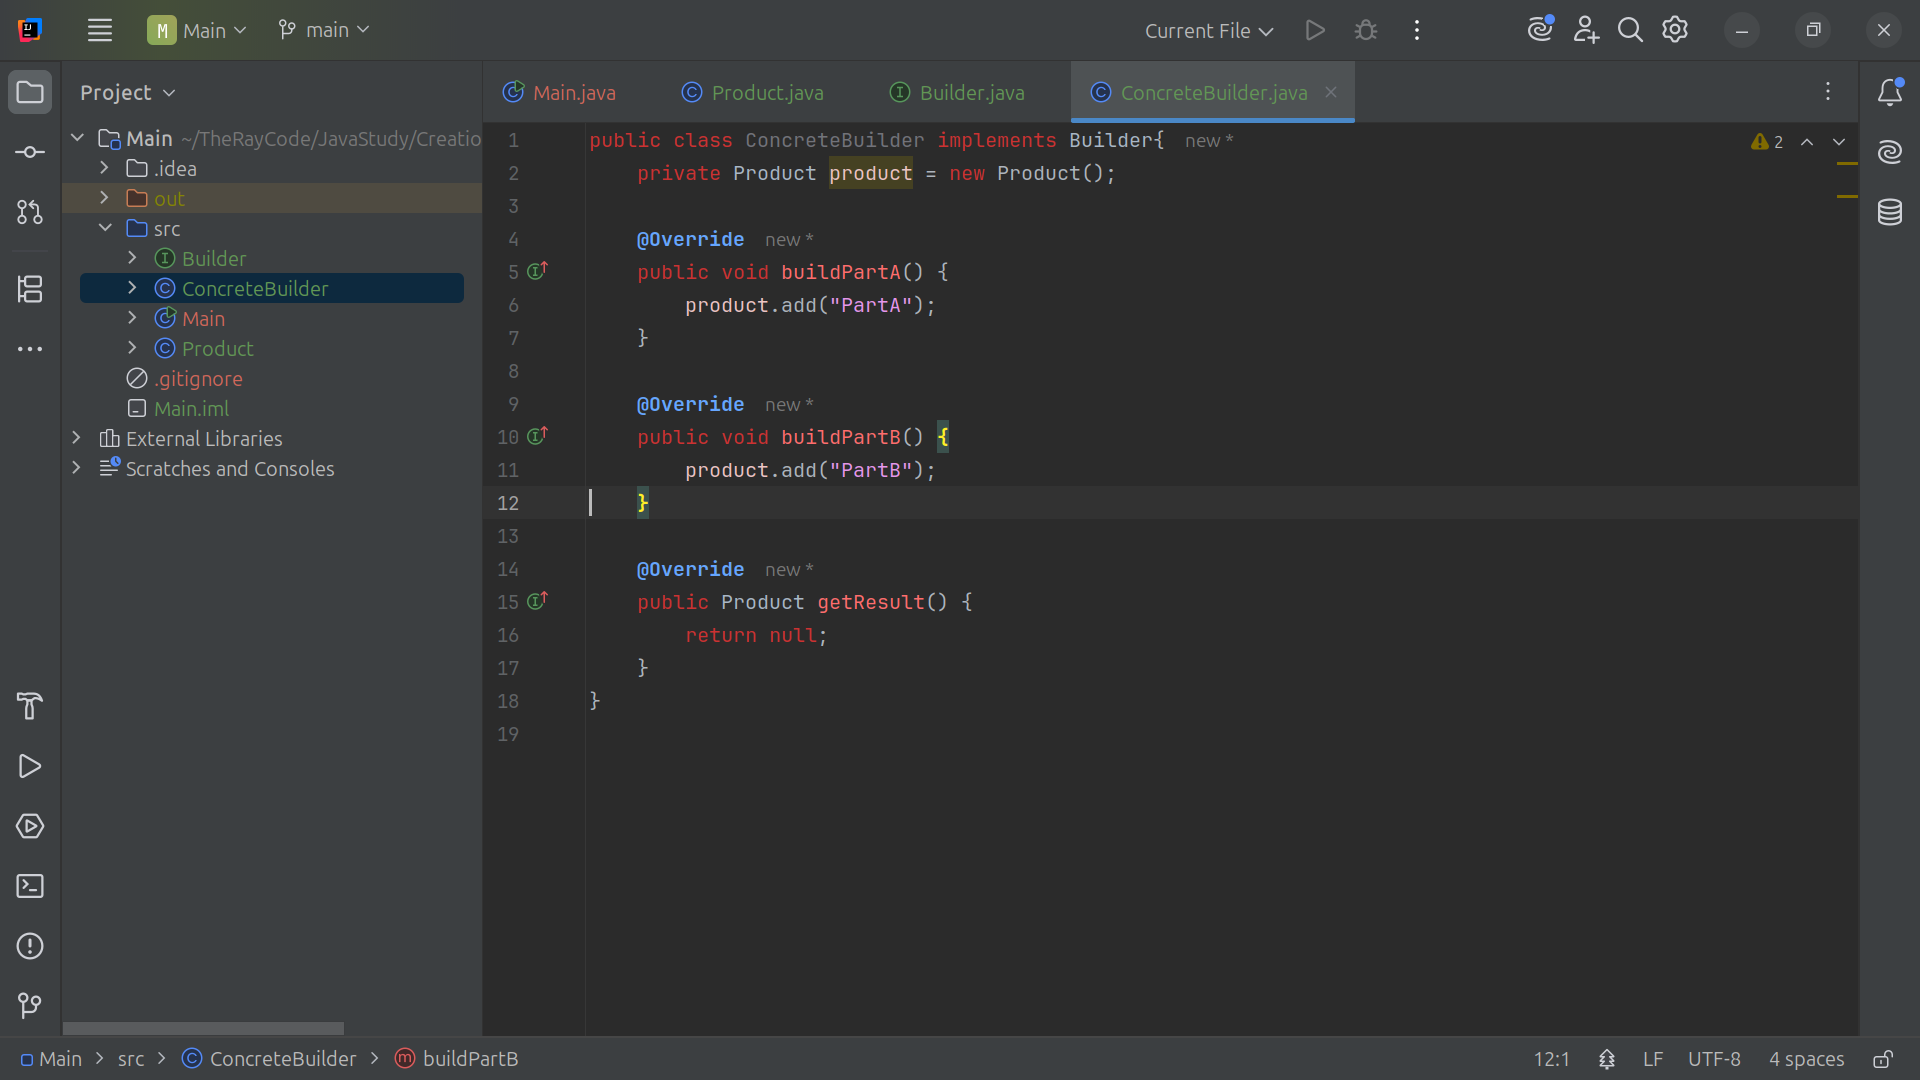 M Main main Current File
Project
Main ~/TheRayCode/JavaStudy/Creatio
.idea
out
src
Builder
ConcreteBuilder
Main
Product
.gitignore
Main.iml
External Libraries
Scratches and Consoles
Main.java Product.java Builder.java ConcreteBuilder.java
1 public class ConcreteBuilder implements Builder{ new * 2
2 private Product product = new Product();
3
4 @Override new *
5 public void buildPartA() {
6 product.add("PartA");
7 }
8
9 @Override new *
10 public void buildPartB() {
11 product.add("PartB");
12 }
13
14 @Override new *
15 public Product getResult() {
16 return null;
17 }
18 }
19
Main > src > ConcreteBuilder > buildPartB 12:1 LF UTF-8 4 spaces